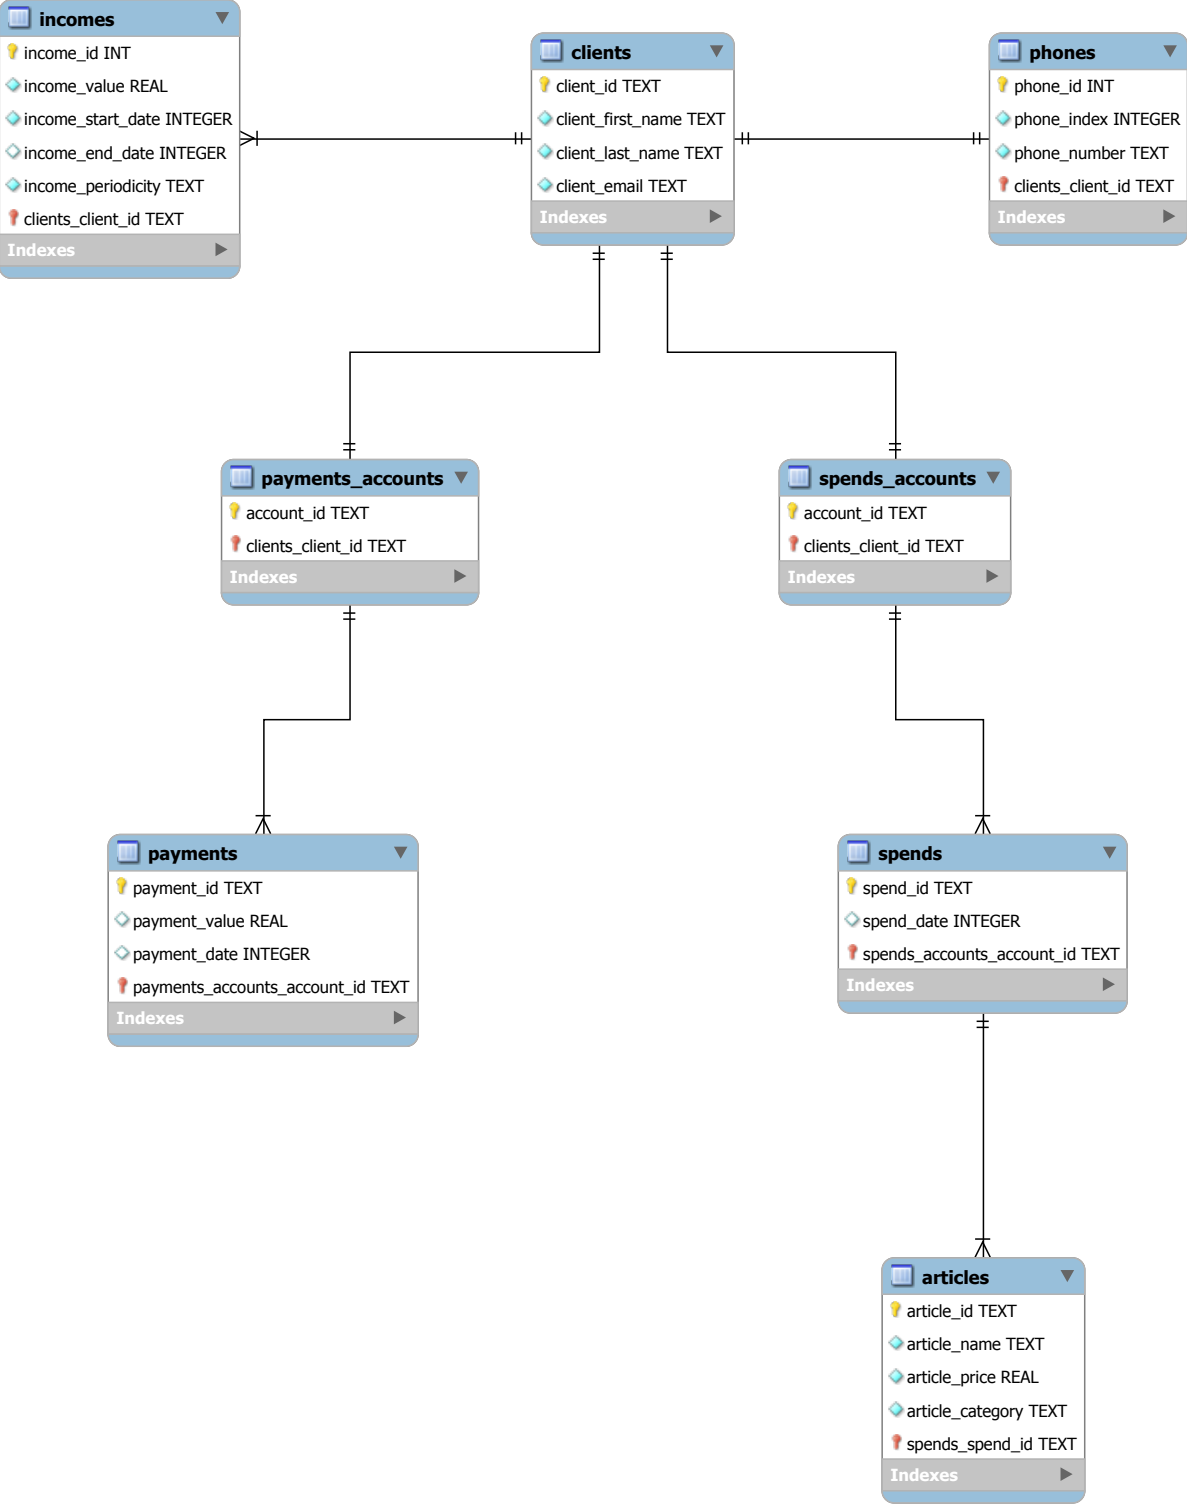 incomes
income_id INT
income_value REAL
income_start_date INTEGER
income_end_date INTEGER
income_periodicity TEXT
clients_client_id TEXT
Indexes
clients
client_id TEXT
client_first_name TEXT
client_last_name TEXT
client_email TEXT
Indexes
phones
phone_id INT
phone_index INTEGER
phone_number TEXT
clients_client_id TEXT
Indexes
payments_accounts
account_id TEXT
clients_client_id TEXT
Indexes
spends_accounts
account_id TEXT
clients_client_id TEXT
Indexes
payments
payment_id TEXT
payment_value REAL
payment_date INTEGER
payments_accounts_account_id TEXT
Indexes
spends
spend_id TEXT
spend_date INTEGER
spends_accounts_account_id TEXT
Indexes
articles
article_id TEXT
article_name TEXT
article_price REAL
article_category TEXT
spends_spend_id TEXT
Indexes